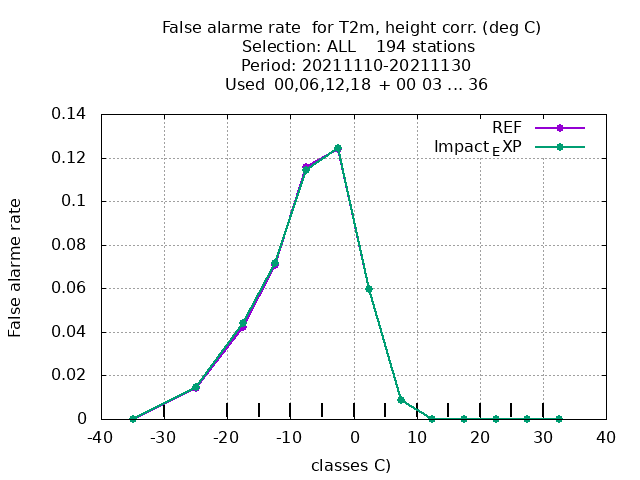 False alarme rate  for T2m, height corr. (deg C)
Selection: ALL    194 stations
Period: 20211110-20211130
Used  00,06,12,18  + 00 03 ... 36
REF
Impact_EXP
0.14
0.12
0.1
0.08
0.06
0.04
0.02
0
False alarme rate
-40 -30 -20 -10 0 10 20 30 40
classes C)